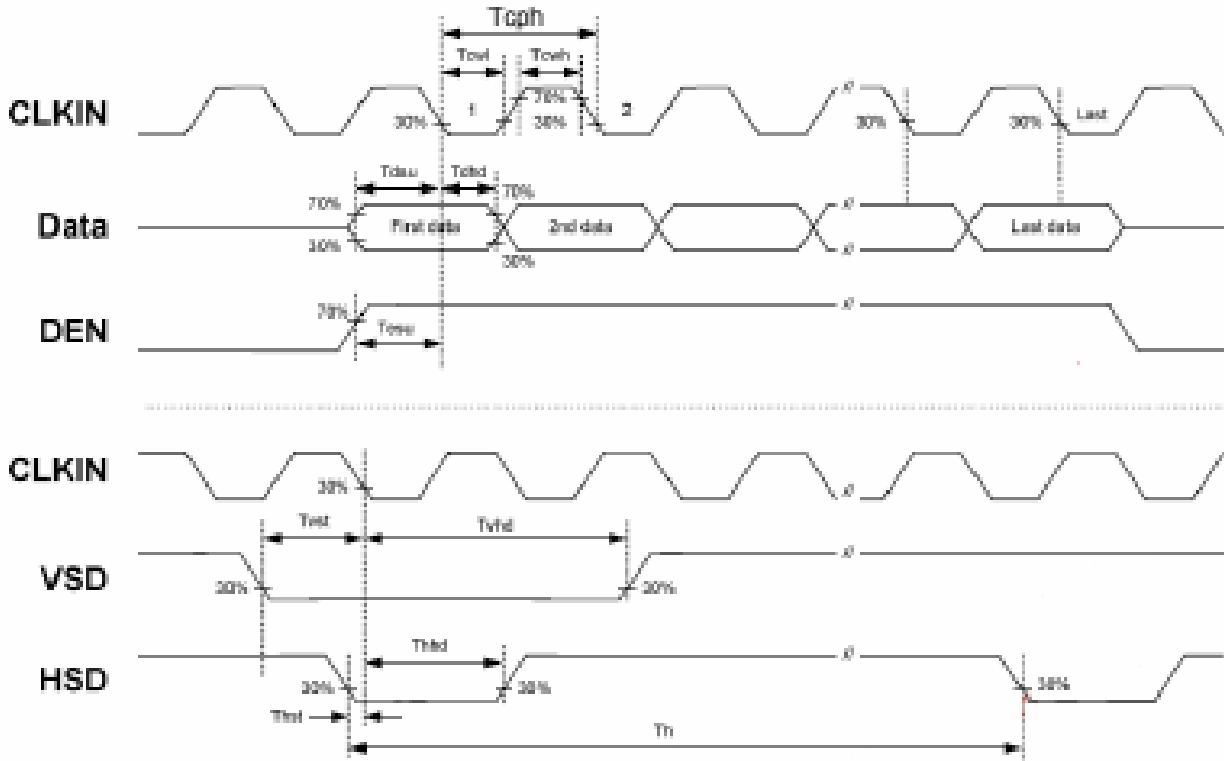 Tcph
Tcwl
Tcwh
CLKIN
30%
1
70%
30%
2
30%
30%
Last
Tdsu
Tdhd
Data
70%
30%
First data
70%
30%
2nd data
Last data
DEN
70%
Tesu
CLKIN
30%
Tvst
Tvhd
VSD
30%
30%
Thhd
HSD
30%
30%
30%
Thst
Th